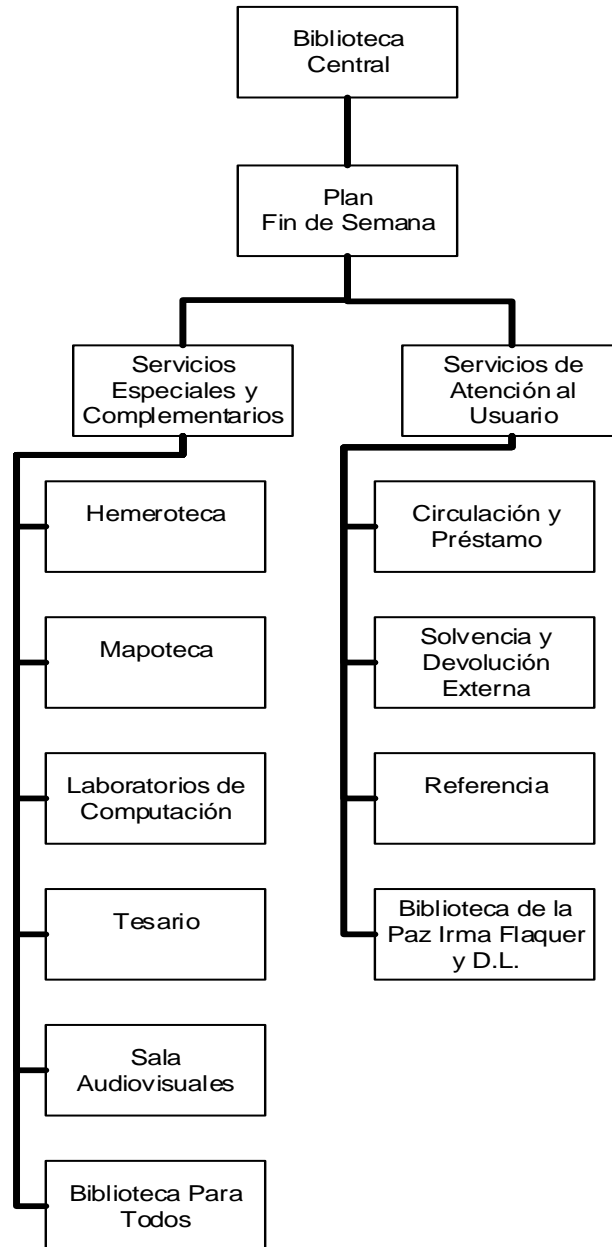 Biblioteca
Central
Plan
Fin de Semana
Servicios
Especiales y
Complementarios
Hemeroteca
Mapoteca
Laboratorios de
Computación
Tesario
Sala
Audiovisuales
Biblioteca Para
Todos
Servicios de
Atención al
Usuario
Circulación y
Préstamo
Solvencia y
Devolución
Externa
Referencia
Biblioteca de la
Paz Irma Flaquer
y D.L.